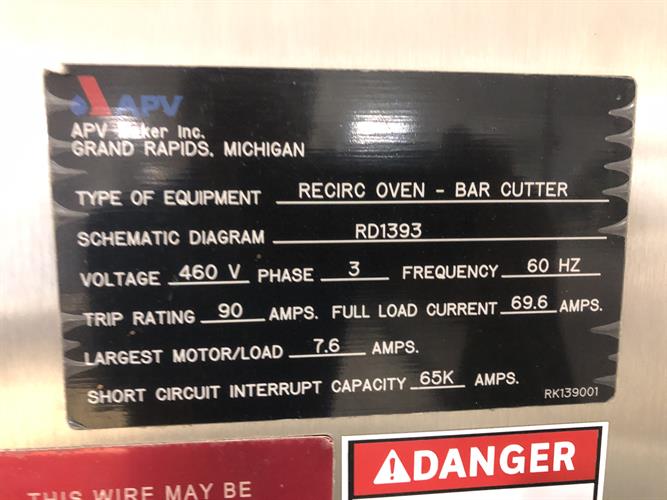 APV
APV Baker Inc.
GRAND RAPIDS, MICHIGAN
TYPE OF EQUIPMENT RECIRC OVEN - BAR CUTTER
SCHEMATIC DIAGRAM RD1393
VOLTAGE 460 V PHASE 3 FREQUENCY 60 HZ
TRIP RATING 90 AMPS. FULL LOAD CURRENT 69.6 AMPS.
LARGEST MOTOR/LOAD 7.6 AMPS.
SHORT CIRCUIT INTERRUPT CAPACITY 65K AMPS.
RK139001
THIS WIRE MAY BE
DANGER